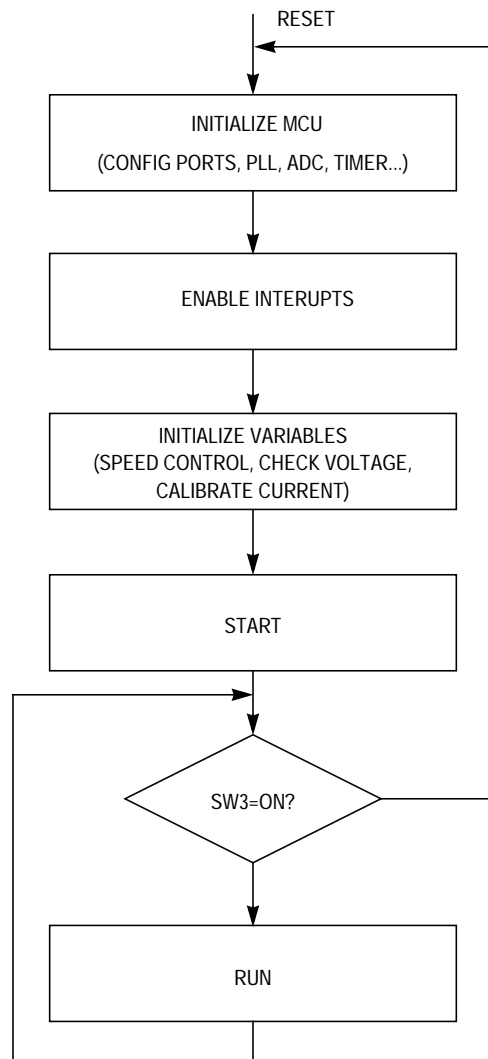 RESET
INITIALIZE MCU
(CONFIG PORTS, PLL, ADC, TIMER...)
ENABLE INTERUPTS
INITIALIZE VARIABLES
(SPEED CONTROL, CHECK VOLTAGE,
CALIBRATE CURRENT)
START
SW3=ON?
RUN